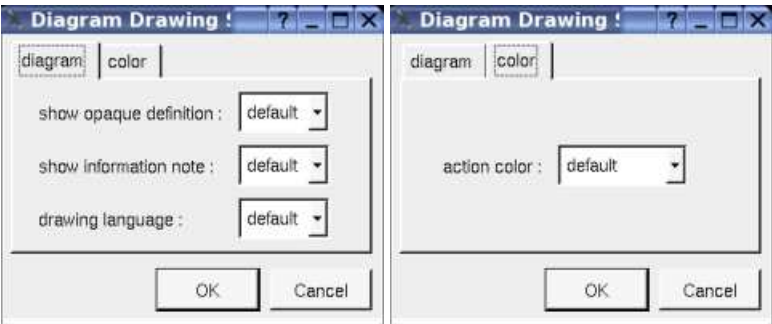 Diagram Drawing S
?
diagram
color
show opaque definition :
default
show information note :
default
drawing language :
default
OK
Cancel
Diagram Drawing S
?
diagram
color
action color :
default
OK
Cancel